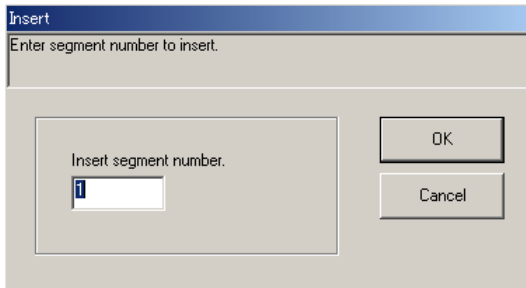 Insert
Enter segment number to insert.
Insert segment number.
1
OK
Cancel